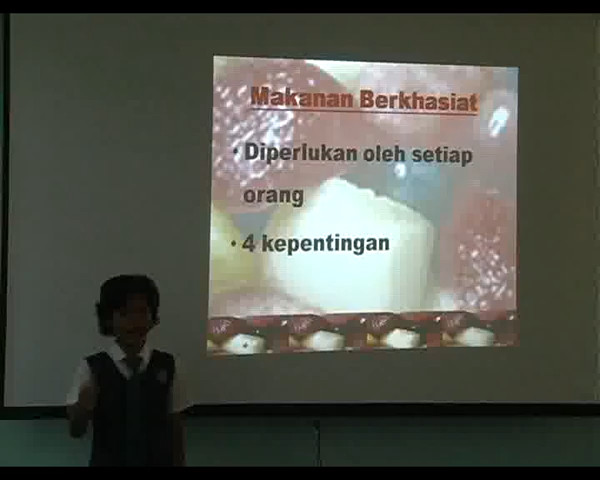 Makanan Berkhasiat
• Diperlukan oleh setiap
orang
• 4 kepentingan